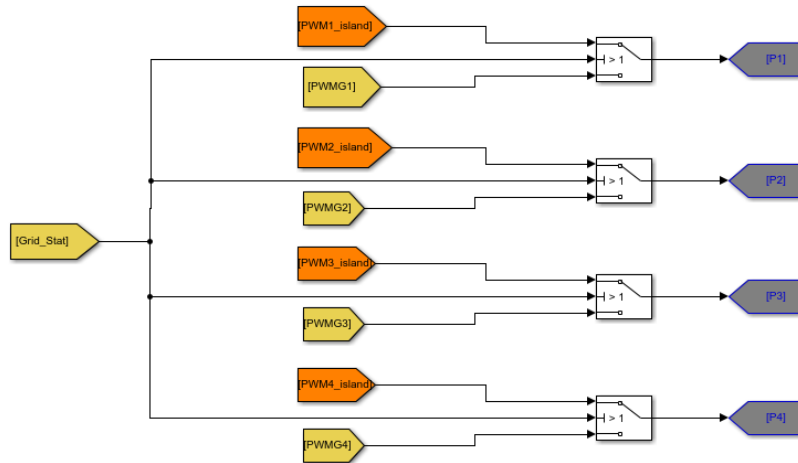 [PWM1_island]
> 1
[P1]
[PWMG1]
[PWM2_island]
> 1
[P2]
[PWMG2]
[Grid_Stat]
[PWM3_island]
> 1
[P3]
[PWMG3]
[PWM4_island]
> 1
[P4]
[PWMG4]